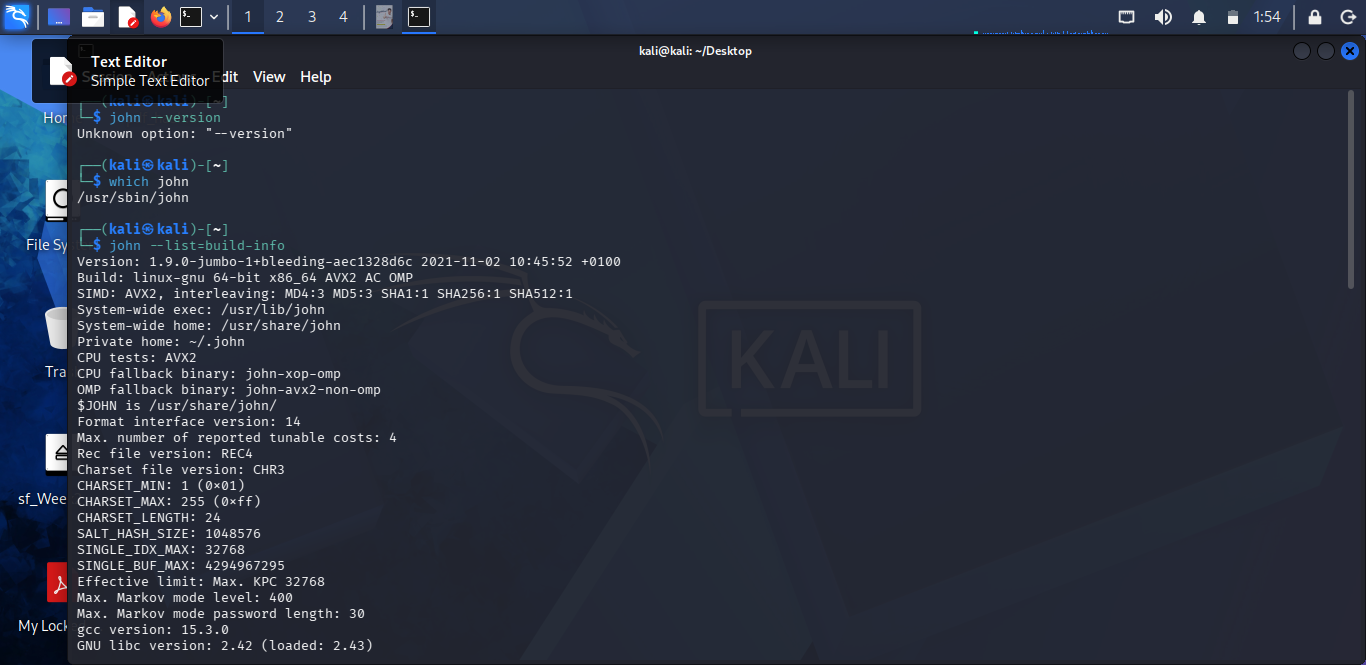 1 2 3 4 1:54
kali@kali: ~/Desktop
Text Editor
Simple Text Editor
Edit View Help
┌──(kali㉿kali)-[~]
└─$ john --version
Unknown option: "--version"
┌──(kali㉿kali)-[~]
└─$ which john
/usr/sbin/john
┌──(kali㉿kali)-[~]
└─$ john --list=build-info
Version: 1.9.0-jumbo-1+bleeding-aec1328d6c 2021-11-02 10:45:52 +0100
Build: linux-gnu 64-bit x86_64 AVX2 AC OMP
SIMD: AVX2, interleaving: MD4:3 MD5:3 SHA1:1 SHA256:1 SHA512:1
System-wide exec: /usr/lib/john
System-wide home: /usr/share/john
Private home: ~/.john
CPU tests: AVX2
CPU fallback binary: john-xop-omp
OMP fallback binary: john-avx2-non-omp
$JOHN is /usr/share/john/
Format interface version: 14
Max. number of reported tunable costs: 4
Rec file version: REC4
Charset file version: CHR3
CHARSET_MIN: 1 (0×01)
CHARSET_MAX: 255 (0×ff)
CHARSET_LENGTH: 24
SALT_HASH_SIZE: 1048576
SINGLE_IDX_MAX: 32768
SINGLE_BUF_MAX: 4294967295
Effective limit: Max. KPC 32768
Max. Markov mode level: 400
Max. Markov mode password length: 30
gcc version: 15.3.0
GNU libc version: 2.42 (loaded: 2.43)
KALI
Hor
File Sy
Tra
sf_Wee
My Lock